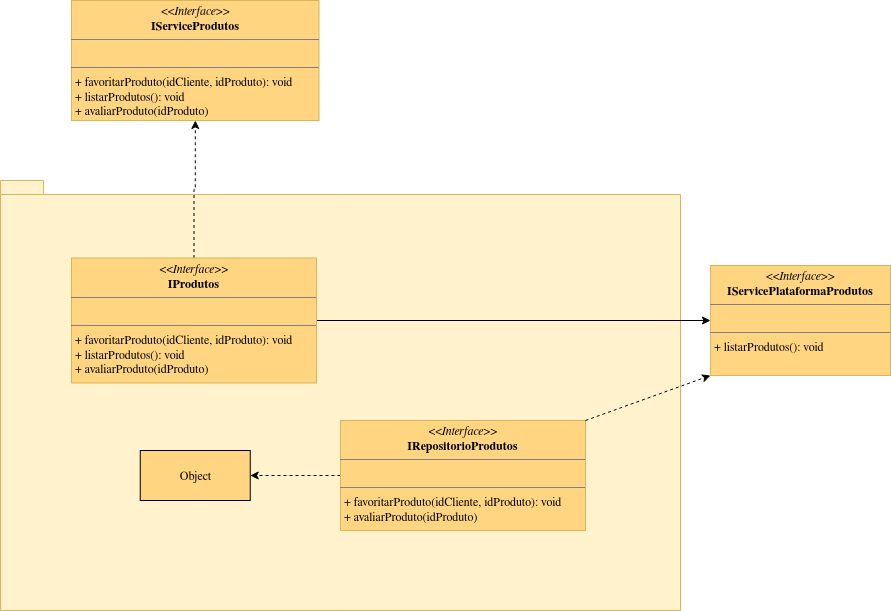 <<Interface>>
IServiceProdutos
+ favoritarProduto(idCliente, idProduto): void
+ listarProdutos(): void
+ avaliarProduto(idProduto)
<<Interface>>
IProdutos
+ favoritarProduto(idCliente, idProduto): void
+ listarProdutos(): void
+ avaliarProduto(idProduto)
<<Interface>>
IServicePlataformaProdutos
+ listarProdutos(): void
<<Interface>>
IRepositorioProdutos
+ favoritarProduto(idCliente, idProduto): void
+ avaliarProduto(idProduto)
Object